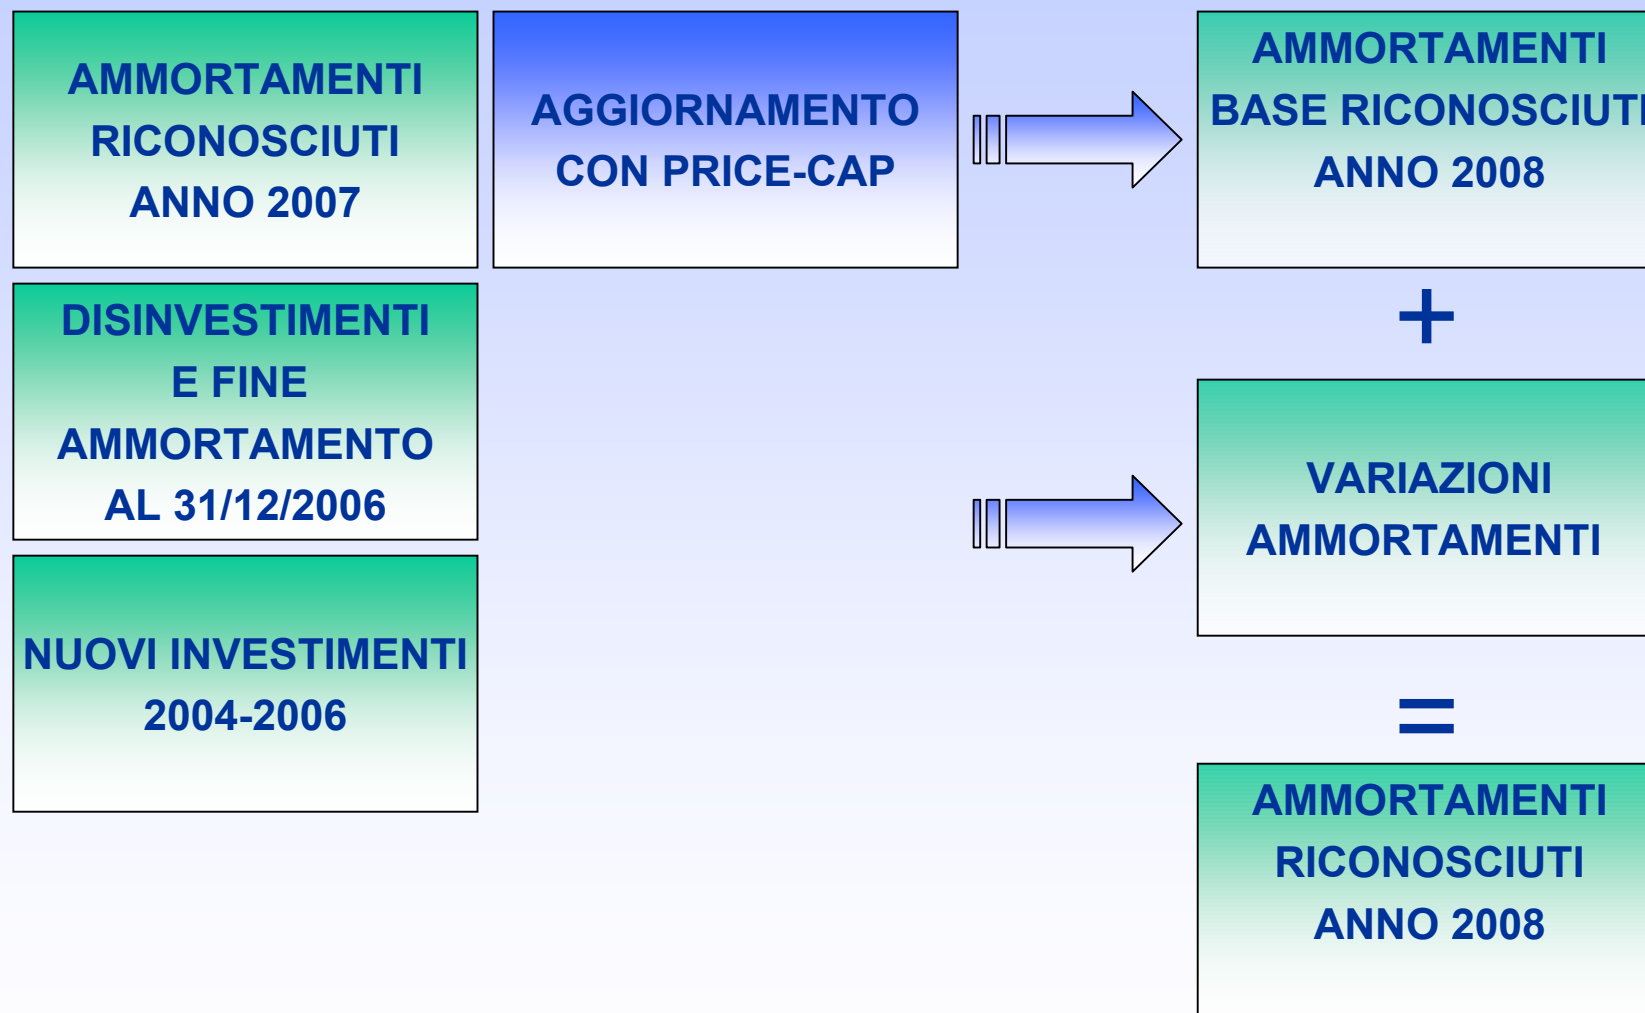 AMMORTAMENTI
RICONOSCIUTI
ANNO 2007
AGGIORNAMENTO
CON PRICE-CAP
AMMORTAMENTI
BASE RICONOSCIUTI
ANNO 2008
DISINVESTIMENTI
E FINE
AMMORTAMENTO
AL 31/12/2006
+
VARIAZIONI
AMMORTAMENTI
NUOVI INVESTIMENTI
2004-2006
=
AMMORTAMENTI
RICONOSCIUTI
ANNO 2008